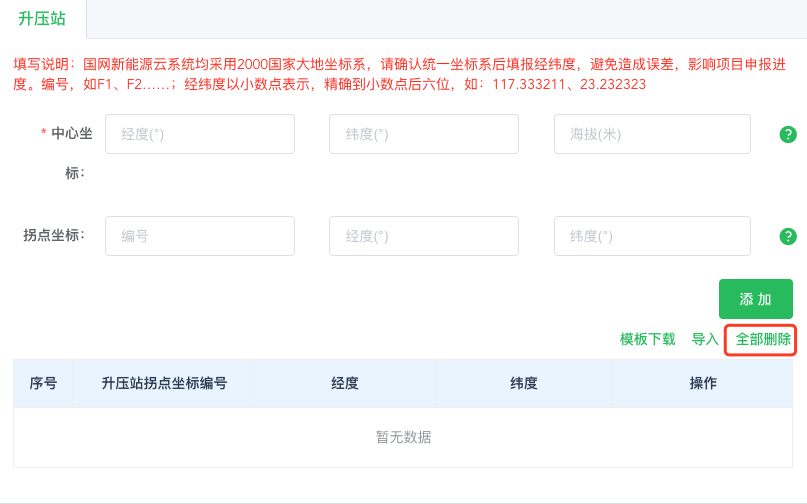 升压站
填写说明：国网新能源云系统均采用2000国家大地坐标系，请确认统一坐标系后填报经纬度，避免造成误差，影响项目申报进
度。编号，如F1、F2......；经纬度以小数点表示，精确到小数点后六位，如：117.333211、23.232323
* 中心坐标： 经度(°) 纬度(°) 海拔(米) ?
拐点坐标： 编号 经度(°) 纬度(°) ?
添 加
模板下载 导入 全部删除
序号 升压站拐点坐标编号 经度 纬度 操作
暂无数据